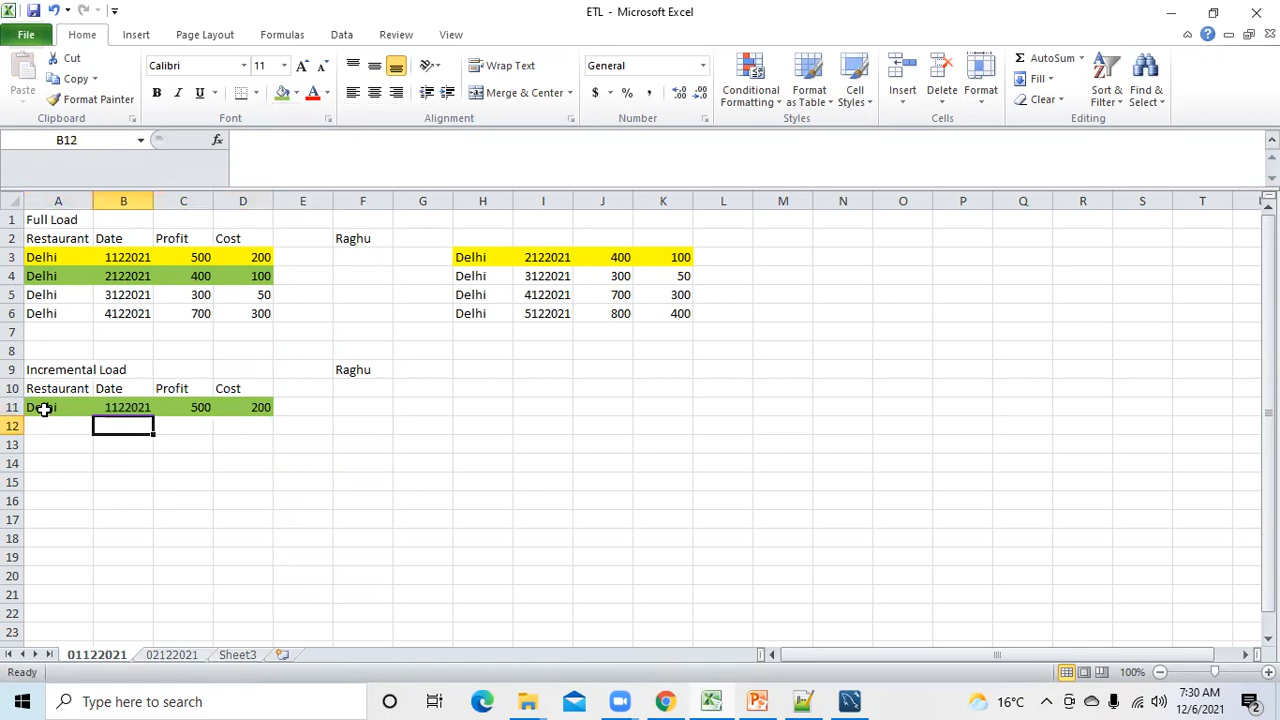 ETL - Microsoft Excel
File Home Insert Page Layout Formulas Data Review View
Cut
Copy
Format Painter
Paste
Clipboard
Calibri 11
B I U A
Font
Wrap Text
Merge & Center
Alignment
General
$ % ,
Number
Conditional Formatting
Format as Table
Cell Styles
Styles
Insert Delete Format
Cells
AutoSum
Fill
Clear
Sort & Filter
Find & Select
Editing
B12 fx
A B C D E F G H I J K L M N O P Q R S T
1 Full Load
2 Restaurant Date Profit Cost Raghu
3 Delhi 1122021 500 200 Delhi 2122021 400 100
4 Delhi 2122021 400 100 Delhi 3122021 300 50
5 Delhi 3122021 300 50 Delhi 4122021 700 300
6 Delhi 4122021 700 300 Delhi 5122021 800 400
7
8
9 Incremental Load Raghu
10 Restaurant Date Profit Cost
11 Delhi 1122021 500 200
12
13
14
15
16
17
18
19
20
21
22
23
01122021 02122021 Sheet3
Ready 100%
Type here to search
16°C
7:30 AM
12/6/2021
2